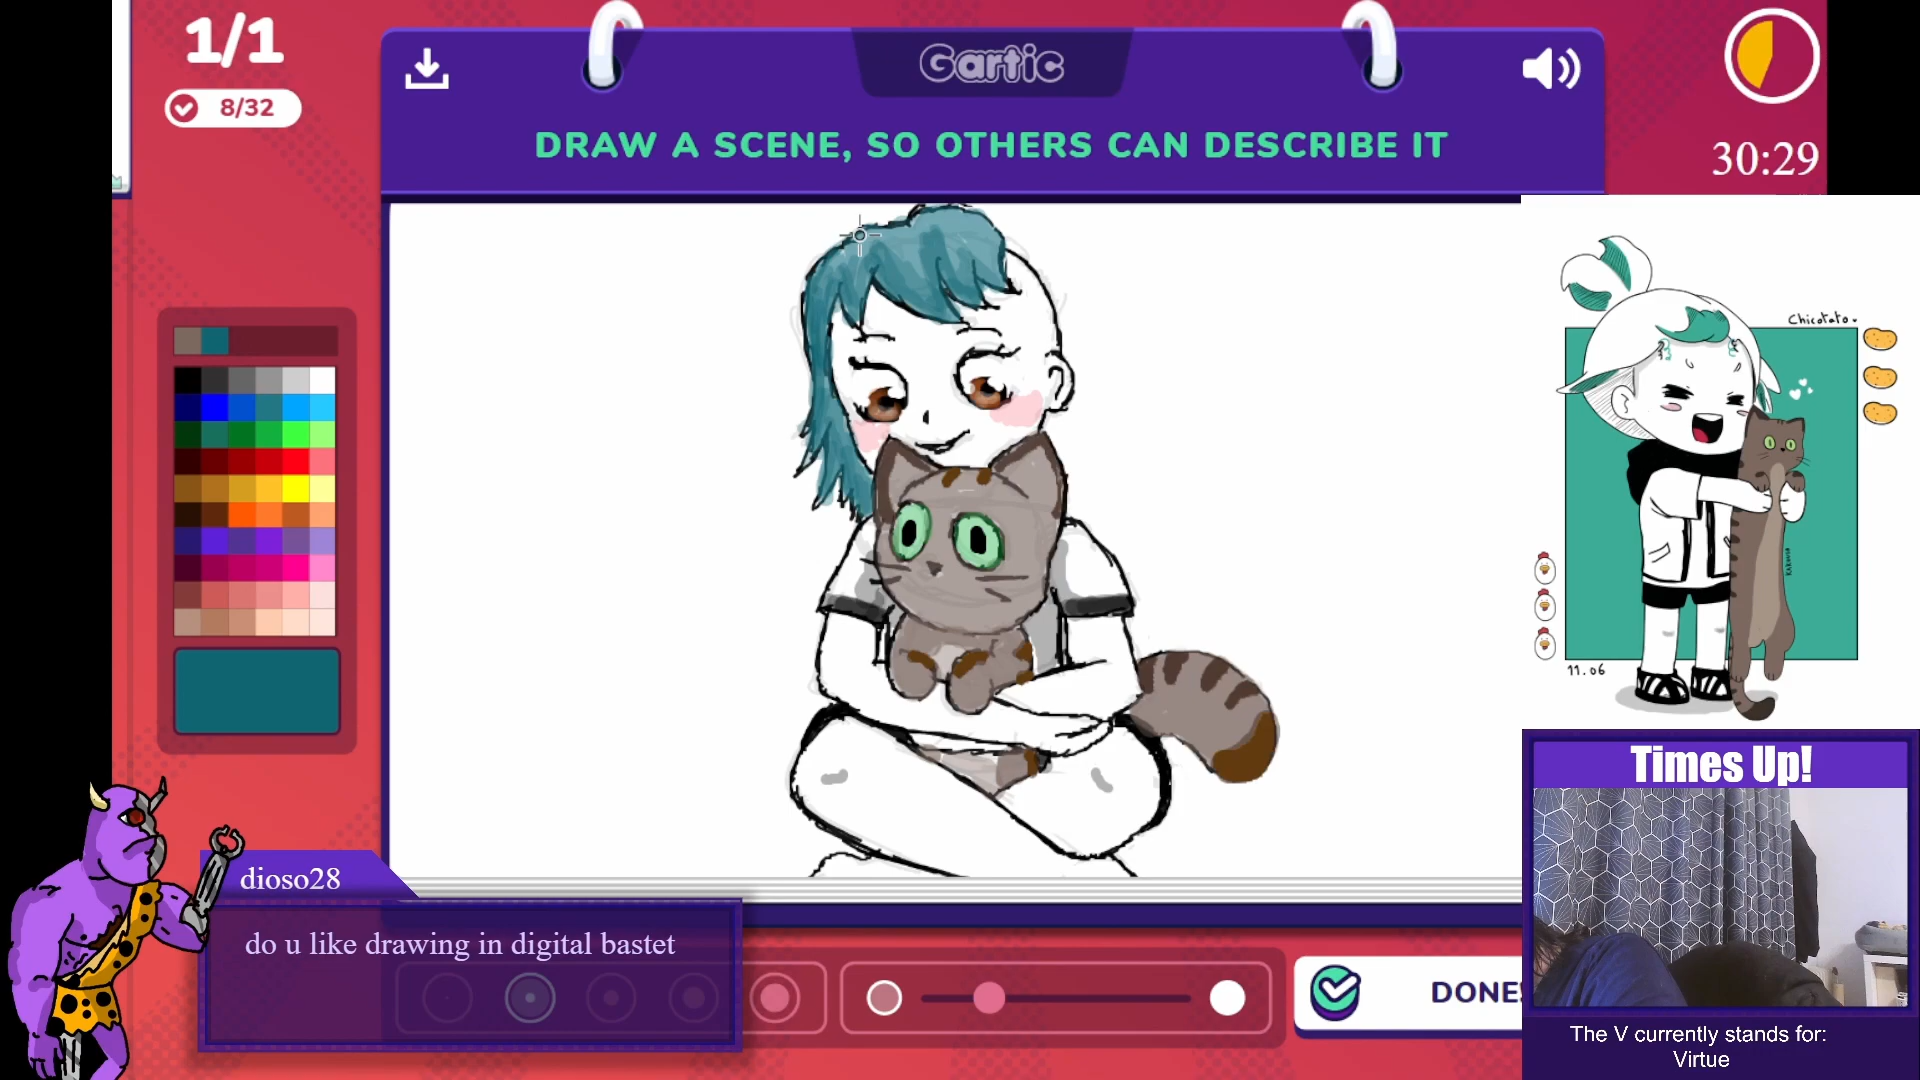 1/1
8/32
Gartic
DRAW A SCENE, SO OTHERS CAN DESCRIBE IT
30:29
Chicotato.
11.06
Times Up!
dioso28
do u like drawing in digital bastet
DONE
The V currently stands for:
Virtue